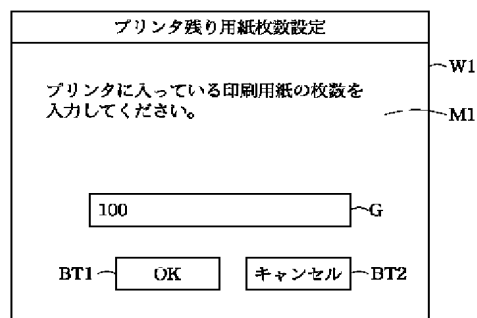 プリンタ残り用紙枚数設定
W1
プリンタに入っている印刷用紙の枚数を
入力してください。
M1
100
G
BT1
OK
キャンセル
BT2